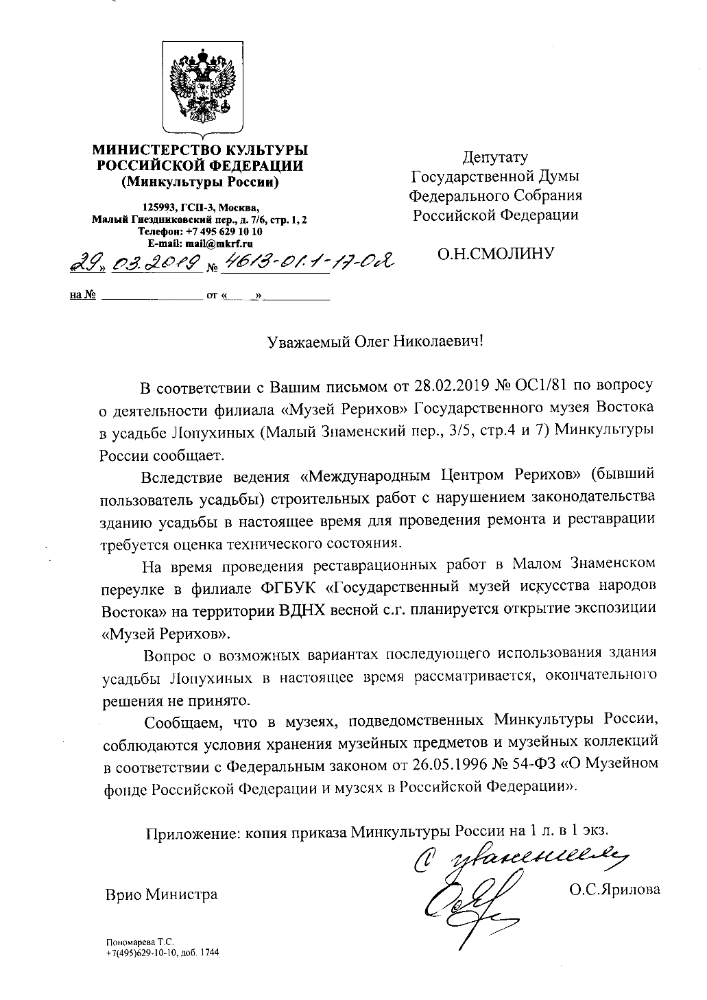 МИНИСТЕРСТВО КУЛЬТУРЫ
РОССИЙСКОЙ ФЕДЕРАЦИИ
(Минкультуры России)
125993, ГСП-3, Москва,
Малый Гнездниковский пер., д. 7/6, стр. 1, 2
Телефон: +7 495 629 10 10
E-mail: mail@mkrf.ru
«29» 03.2019 № 4613-01.1-17-ОЯ
на № от « »
Депутату
Государственной Думы
Федерального Собрания
Российской Федерации
О.Н.СМОЛИНУ
Уважаемый Олег Николаевич!
В соответствии с Вашим письмом от 28.02.2019 № ОС1/81 по вопросу
о деятельности филиала «Музей Рерихов» Государственного музея Востока
в усадьбе Лопухиных (Малый Знаменский пер., 3/5, стр.4 и 7) Минкультуры
России сообщает.
Вследствие ведения «Международным Центром Рерихов» (бывший
пользователь усадьбы) строительных работ с нарушением законодательства
зданию усадьбы в настоящее время для проведения ремонта и реставрации
требуется оценка технического состояния.
На время проведения реставрационных работ в Малом Знаменском
переулке в филиале ФГБУК «Государственный музей искусства народов
Востока» на территории ВДНХ весной с.г. планируется открытие экспозиции
«Музей Рерихов».
Вопрос о возможных вариантах последующего использования здания
усадьбы Лопухиных в настоящее время рассматривается, окончательного
решения не принято.
Сообщаем, что в музеях, подведомственных Минкультуры России,
соблюдаются условия хранения музейных предметов и музейных коллекций
в соответствии с Федеральным законом от 26.05.1996 № 54-ФЗ «О Музейном
фонде Российской Федерации и музеях в Российской Федерации».
Приложение: копия приказа Минкультуры России на 1 л. в 1 экз.
С уважением
Врио Министра
О.С.Ярилова
Пономарева Т.С.
+7(495)629-10-10, доб. 1744